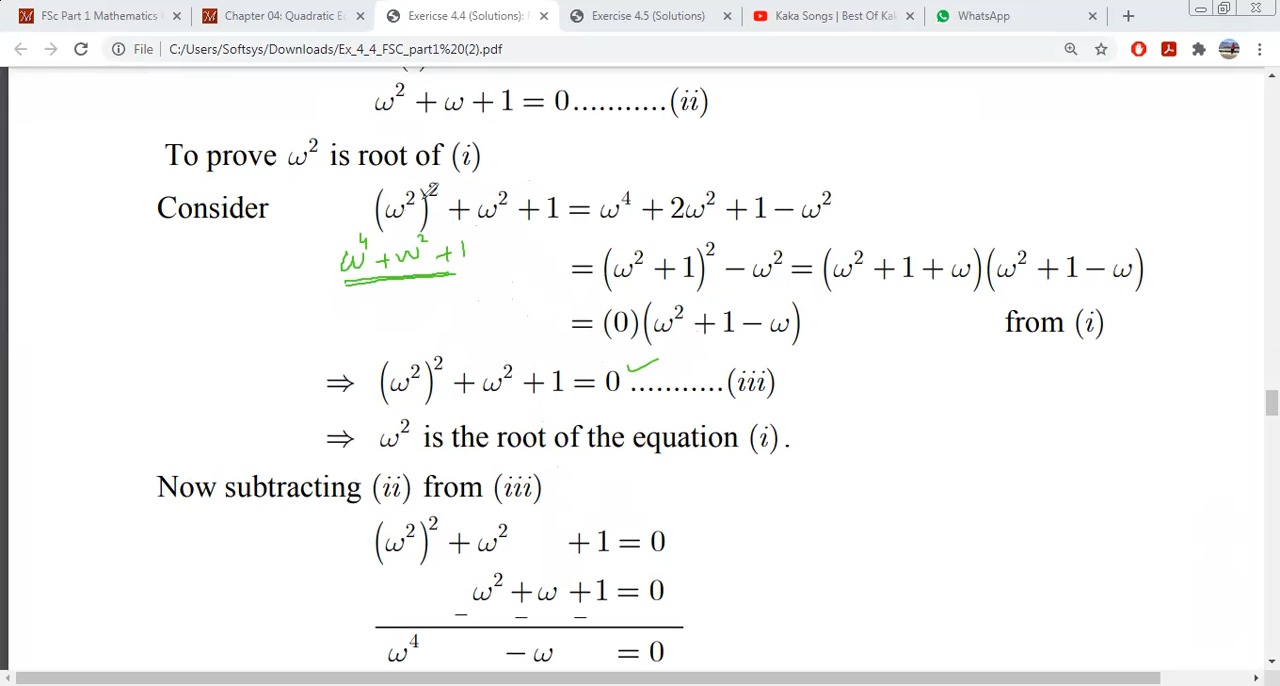 FSc Part 1 Mathematics
Chapter 04: Quadratic Ec
Exericse 4.4 (Solutions):
Exercise 4.5 (Solutions)
Kaka Songs | Best Of Ka
WhatsApp
File C:/Users/Softsys/Downloads/Ex_4_4_FSC_part1%20(2).pdf
ω² + ω + 1 = 0...........(ii)
To prove ω² is root of (i)
Consider (ω²)² + ω² + 1 = ω⁴ + 2ω² + 1 − ω²
ω⁴ + ω² + 1
= (ω² + 1)² − ω² = (ω² + 1 + ω)(ω² + 1 − ω)
= (0)(ω² + 1 − ω) from (i)
⇒ (ω²)² + ω² + 1 = 0 ...........(iii)
⇒ ω² is the root of the equation (i).
Now subtracting (ii) from (iii)
(ω²)² + ω² + 1 = 0
ω² + ω + 1 = 0
− − −
ω⁴ − ω = 0